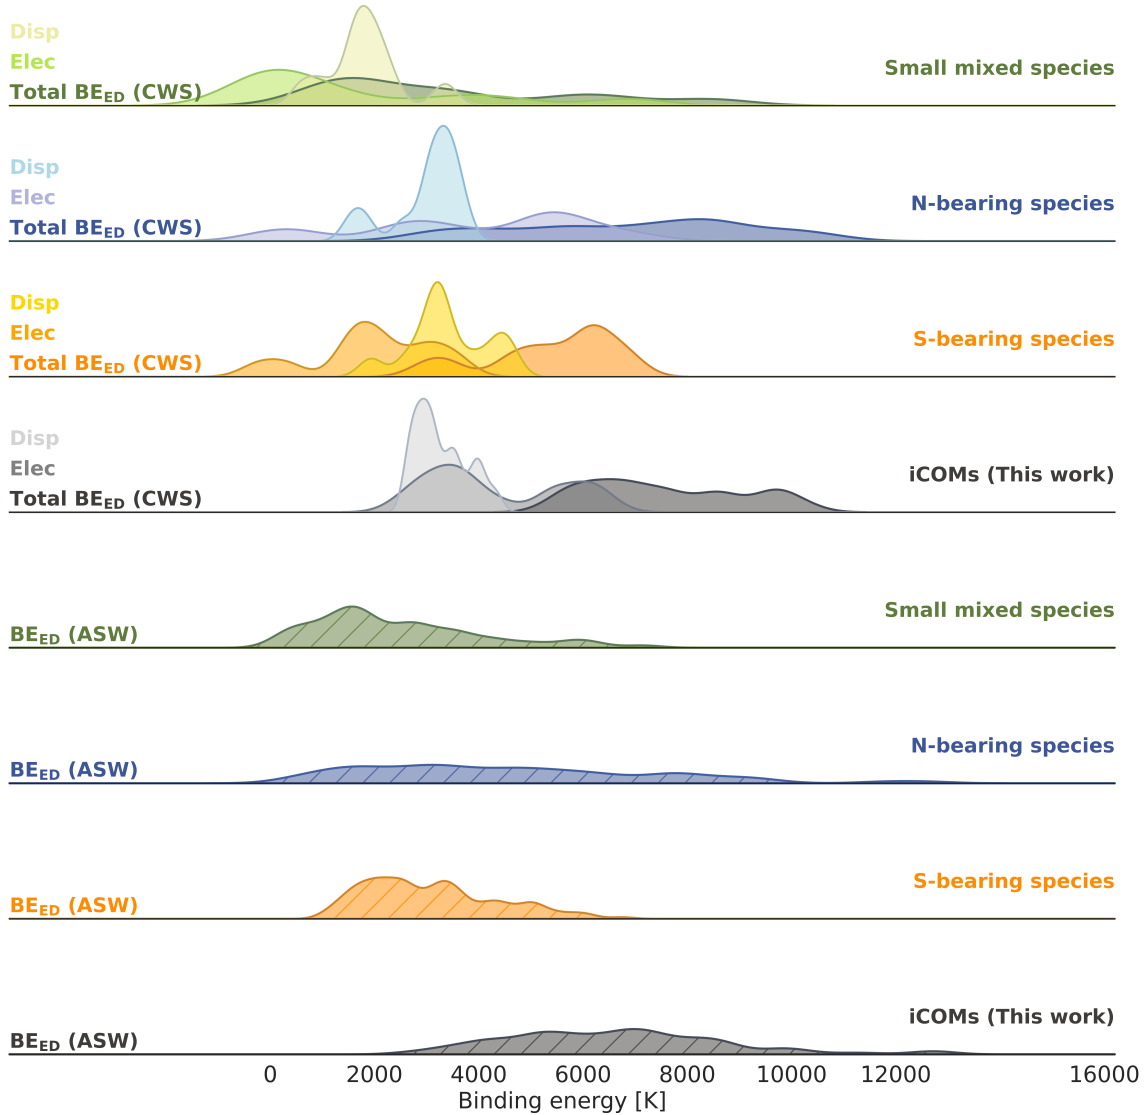 Disp
Elec
Total BE_ED (CWS)
Small mixed species
Disp
Elec
Total BE_ED (CWS)
N-bearing species
Disp
Elec
Total BE_ED (CWS)
S-bearing species
Disp
Elec
Total BE_ED (CWS)
iCOMs (This work)
BE_ED (ASW)
Small mixed species
BE_ED (ASW)
N-bearing species
BE_ED (ASW)
S-bearing species
BE_ED (ASW)
iCOMs (This work)
0 2000 4000 6000 8000 10000 12000 16000
Binding energy [K]